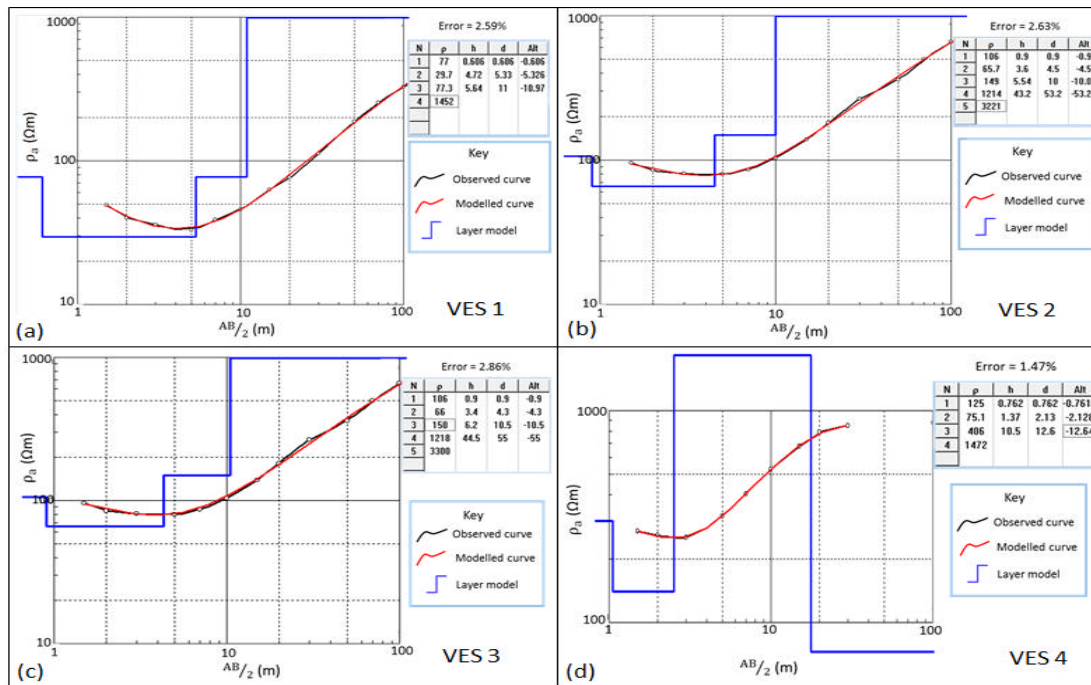 Error = 2.59%
N ρ h d Alt
1 77 0.606 0.606 -0.606
2 29.7 4.72 5.33 -5.326
3 77.3 5.64 11 -10.97
4 1452
Key
Observed curve
Modelled curve
Layer model
1000
100
10
ρa (Ωm)
1 10 100
AB/2 (m)
(a)
VES 1
Error = 2.63%
N ρ h d Alt
1 106 0.9 0.9 -0.9
2 65.7 3.6 4.5 -4.5
3 149 5.54 10 -10.0
4 1214 43.2 53.2 -53.2
5 3221
Key
Observed curve
Modelled curve
Layer model
1000
100
10
ρa (Ωm)
1 10 100
AB/2 (m)
(b)
VES 2
Error = 2.86%
N ρ h d Alt
1 106 0.9 0.9 -0.9
2 66 3.4 4.3 -4.3
3 150 6.2 10.5 -10.5
4 1218 44.5 55 -55
5 3300
Key
Observed curve
Modelled curve
Layer model
1000
100
10
ρa (Ωm)
1 10 100
AB/2 (m)
(c)
VES 3
Error = 1.47%
N ρ h d Alt
1 125 0.762 0.762 -0.761
2 75.1 1.37 2.13 -2.128
3 406 10.5 12.6 -12.64
4 1472
Key
Observed curve
Modelled curve
Layer model
1000
100
ρa (Ωm)
1 10 100
AB/2 (m)
(d)
VES 4